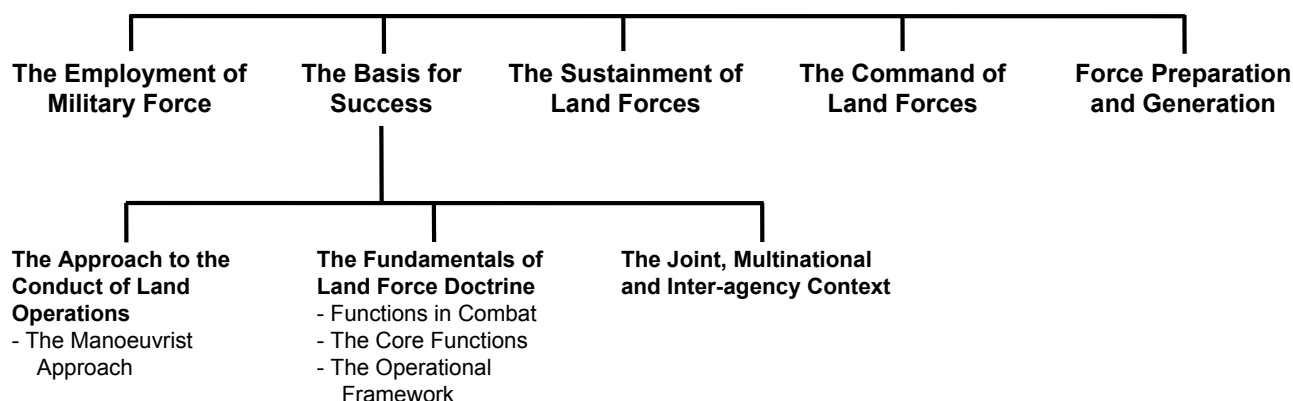 The Employment of
Military Force
The Basis for
Success
The Sustainment of
Land Forces
The Command of
Land Forces
Force Preparation
and Generation
The Approach to the
Conduct of Land
Operations
- The Manoeuvrist
Approach
The Fundamentals of
Land Force Doctrine
- Functions in Combat
- The Core Functions
- The Operational
Framework
The Joint, Multinational
and Inter-agency Context